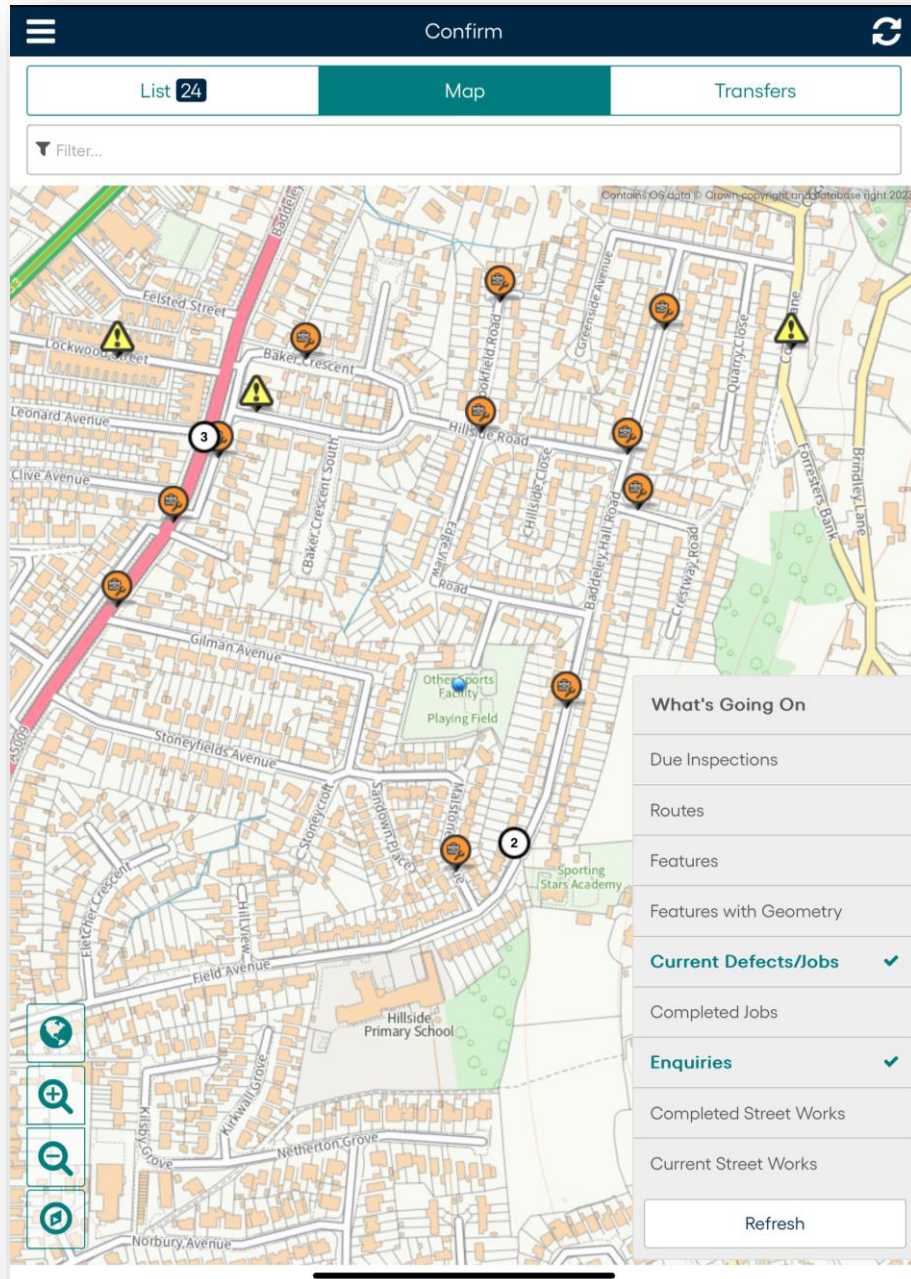 Confirm
List 24
Map
Transfers
Filter...
Contains OS data © Crown copyright and database right 202
Baddeley
Felsted Street
Lockwood Street
Baker Crescent
Greenside Avenue
Quarry Close
Leonard Avenue
3
Hillside Road
Clive Avenue
Baker Crescent South
Hillside Close
Baddeley Hall Road
Forresters Bank
Brindley Lane
Edge View
Road
Crestway Road
Gilman Avenue
Other Sports
Facility
Playing Field
A5009
Stoneyfields Avenue
Stoneycroft
Sandown Place
2
Sporting
Stars Academy
Fletcher Crescent
Hill View
Field Avenue
Hillside
Primary School
Kirkwall Grove
Kilsby
Grove
Netherton Grove
Norbury Avenue
What's Going On
Due Inspections
Routes
Features
Features with Geometry
Current Defects/Jobs
Completed Jobs
Enquiries
Completed Street Works
Current Street Works
Refresh